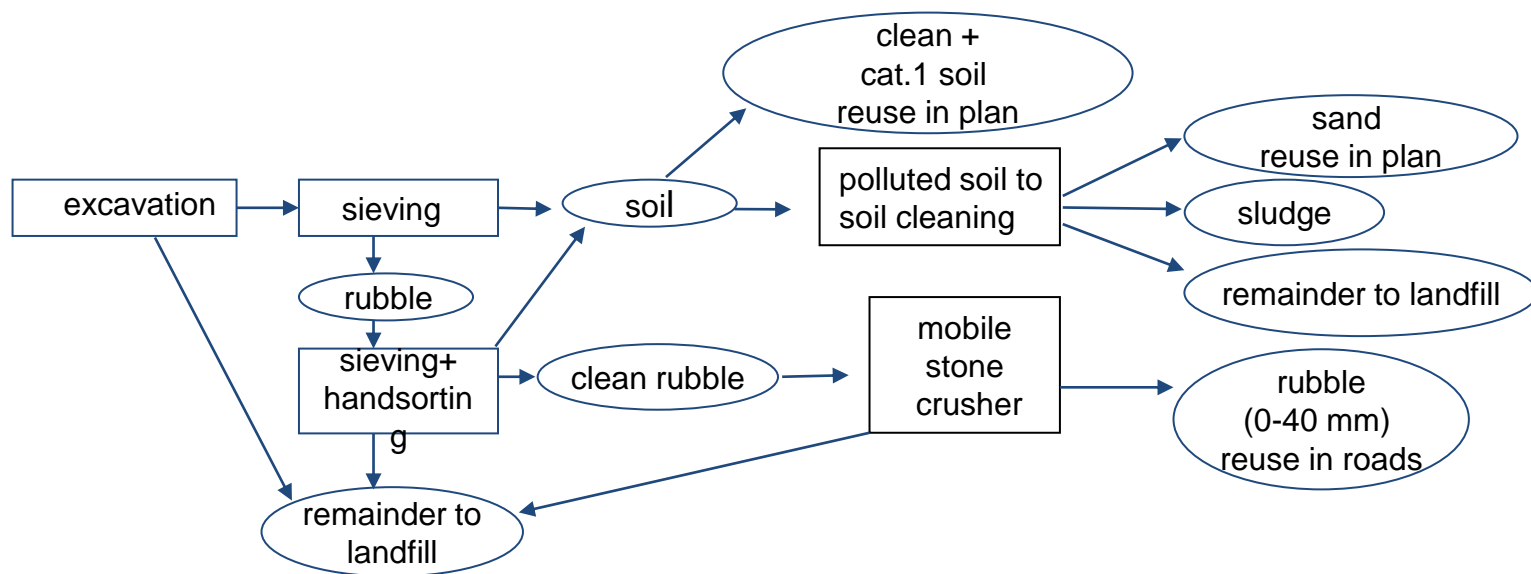 clean +
cat.1 soil
reuse in plan
sand
reuse in plan
excavation
sieving
soil
polluted soil to
soil cleaning
sludge
rubble
remainder to landfill
sieving+
handsortin
g
clean rubble
mobile
stone
crusher
rubble
(0-40 mm)
reuse in roads
remainder to
landfill